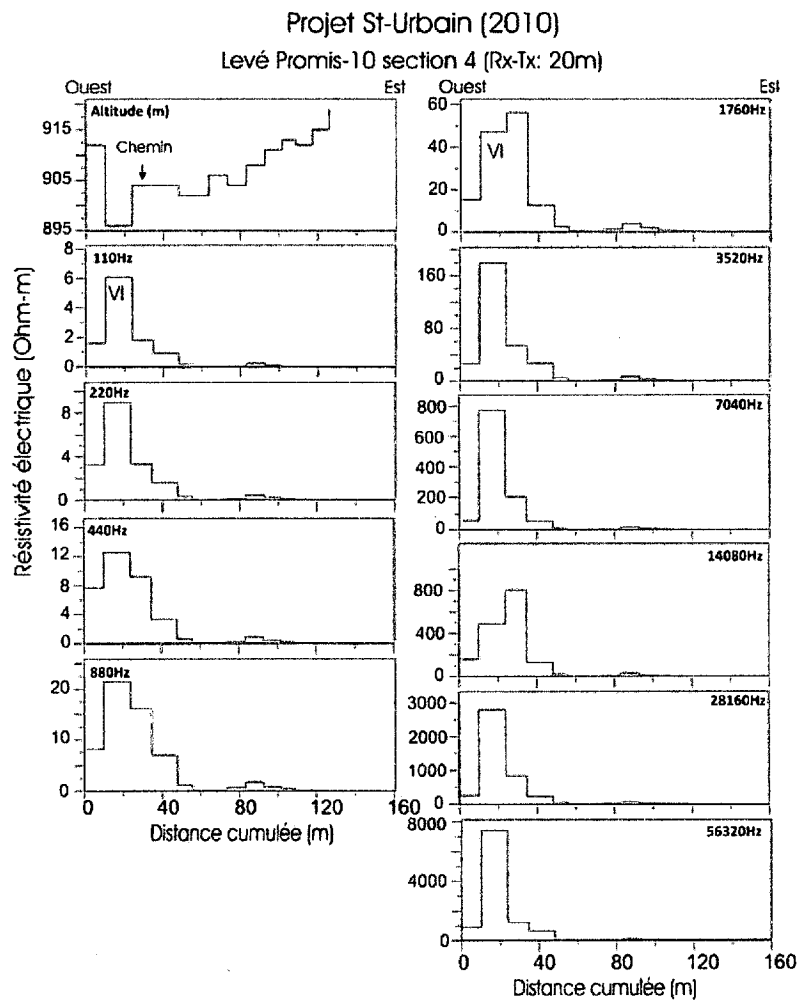 Projet St-Urbain (2010)
Levé Promis-10 section 4 (Rx-Tx: 20m)
Ouest
Est
Altitude (m)
915
905
895
Chemin
Résistivité électrique (Ohm-m)
110Hz
8
6
4
2
0
VI
220Hz
8
4
0
440Hz
16
12
8
4
0
880Hz
20
10
0
0
40
80
120
160
Distance cumulée (m)
Ouest
Est
1760Hz
60
40
20
0
VI
3520Hz
160
80
0
7040Hz
800
600
400
200
0
14080Hz
800
400
0
28160Hz
3000
2000
1000
0
56320Hz
8000
4000
0
0
40
80
120
160
Distance cumulée (m)